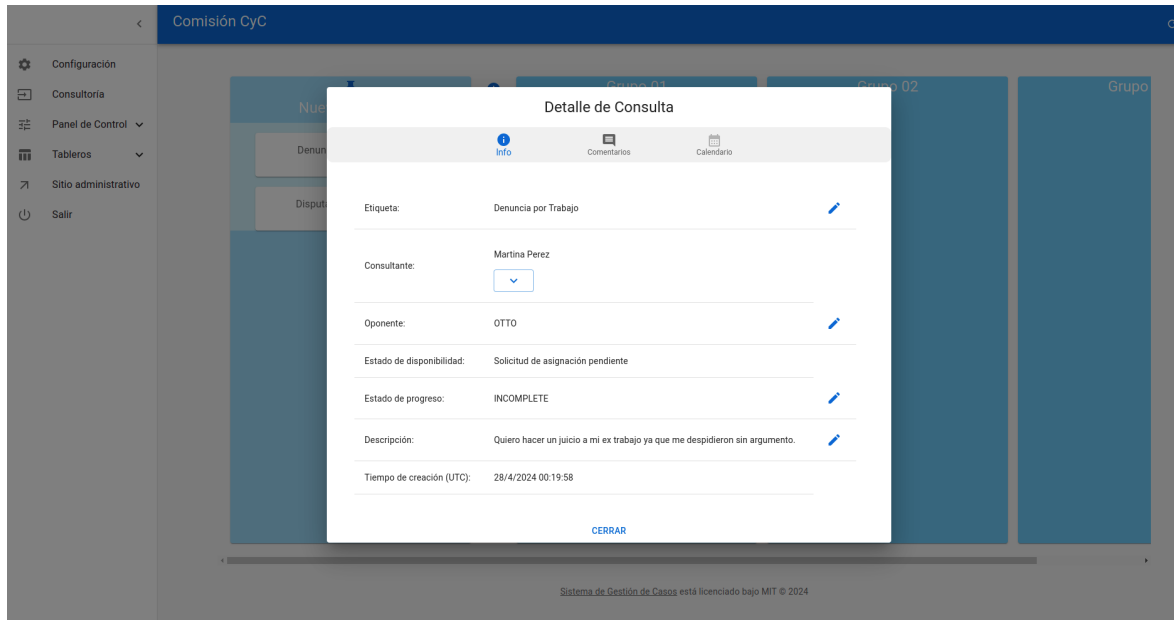 Comisión CyC
Configuración
Consultoría
Panel de Control
Tableros
Sitio administrativo
Salir
Grupo 01
Grupo 02
Grupo
Detalle de Consulta
Info
Comentarios
Calendario
Etiqueta: Denuncia por Trabajo
Consultante: Martina Perez
Oponente: OTTO
Estado de disponibilidad: Solicitud de asignación pendiente
Estado de progreso: INCOMPLETE
Descripción: Quiero hacer un juicio a mi ex trabajo ya que me despidieron sin argumento.
Tiempo de creación (UTC): 28/4/2024 00:19:58
CERRAR
Sistema de Gestión de Casos está licenciado bajo MIT © 2024